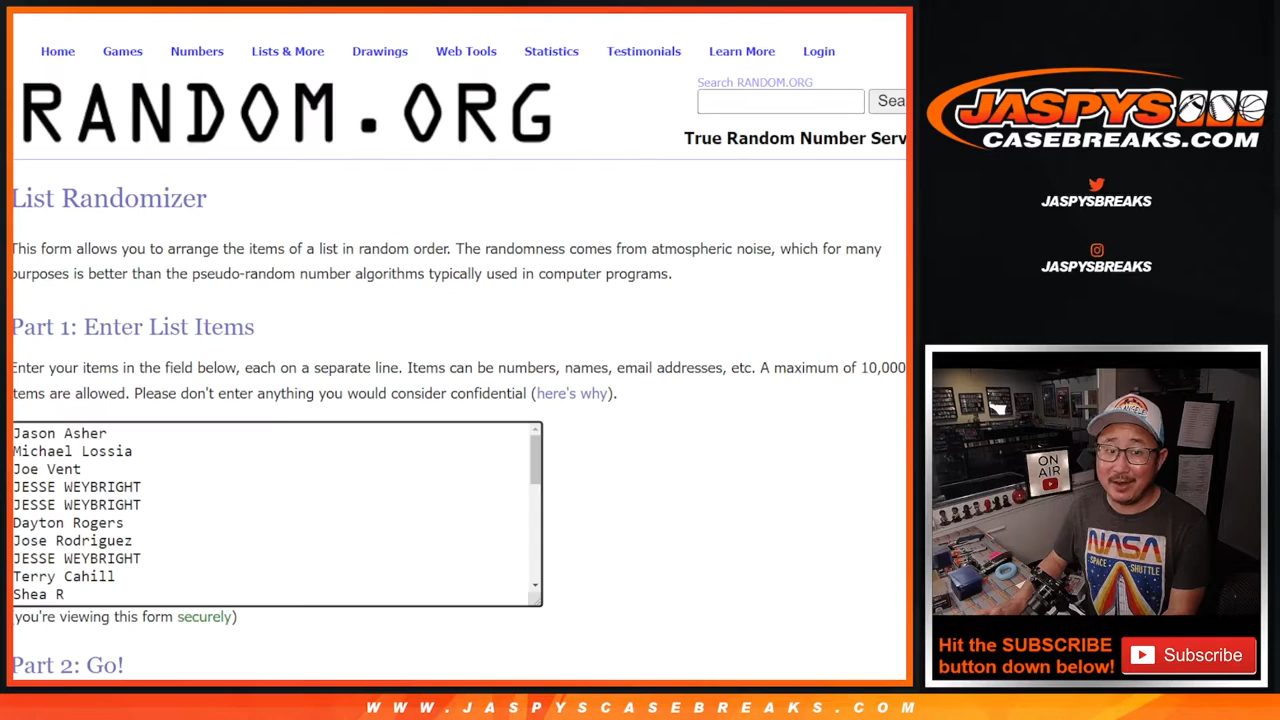 Home Games Numbers Lists & More Drawings Web Tools Statistics Testimonials Learn More Login
RANDOM.ORG
Search RANDOM.ORG
Sea
True Random Number Serv
List Randomizer
This form allows you to arrange the items of a list in random order. The randomness comes from atmospheric noise, which for many
purposes is better than the pseudo-random number algorithms typically used in computer programs.
Part 1: Enter List Items
Enter your items in the field below, each on a separate line. Items can be numbers, names, email addresses, etc. A maximum of 10,000
items are allowed. Please don't enter anything you would consider confidential (here's why).
Jason Asher
Michael Lossia
Joe Vent
JESSE WEYBRIGHT
JESSE WEYBRIGHT
Dayton Rogers
Jose Rodriguez
JESSE WEYBRIGHT
Terry Cahill
Shea R
(you're viewing this form securely)
Part 2: Go!
JASPYS
CASEBREAKS.COM
JASPYSBREAKS
JASPYSBREAKS
ON
AIR
NASA
SPACE SHUTTLE
Hit the SUBSCRIBE
button down below!
Subscribe
WWW.JASPYSCASEBREAKS.COM